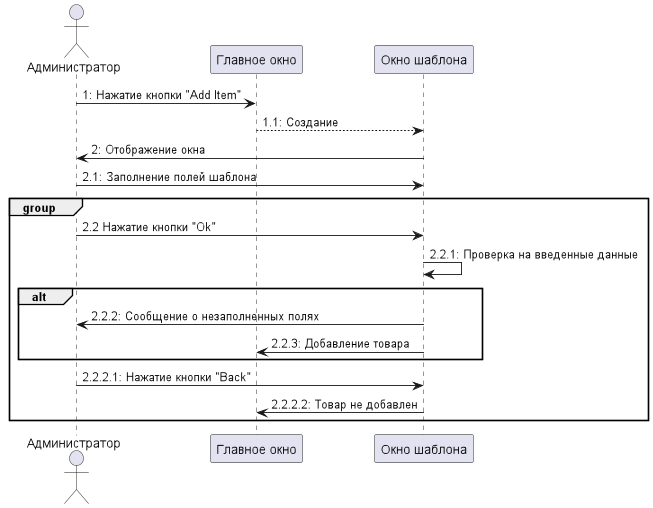 Администратор
Главное окно
Окно шаблона
1: Нажатие кнопки "Add Item"
1.1: Создание
2: Отображение окна
2.1: Заполнение полей шаблона
group
2.2 Нажатие кнопки "Ok"
2.2.1: Проверка на введенные данные
alt
2.2.2: Сообщение о незаполненных полях
2.2.3: Добавление товара
2.2.2.1: Нажатие кнопки "Back"
2.2.2.2: Товар не добавлен
Администратор
Главное окно
Окно шаблона